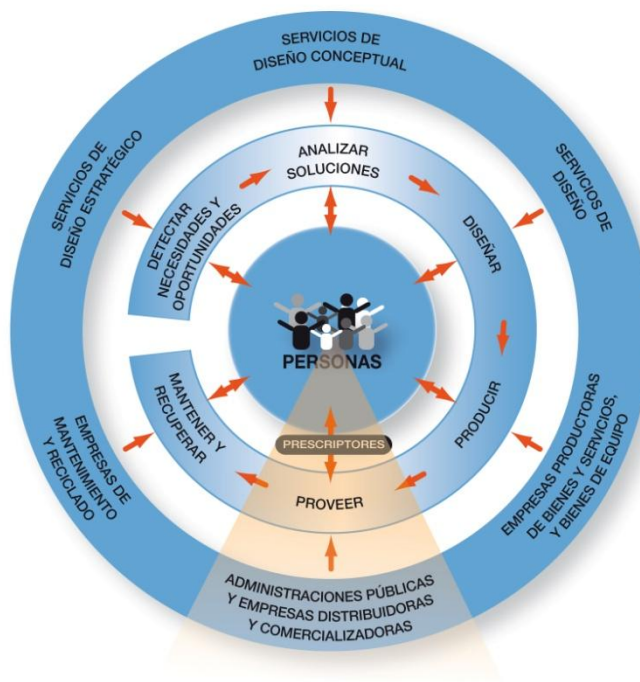 SERVICIOS DE
DISEÑO CONCEPTUAL
SERVICIOS DE
DISEÑO ESTRATÉGICO
SERVICIOS DE
DISEÑO
ANALIZAR
SOLUCIONES
DETECTAR
NECESIDADES Y
OPORTUNIDADES
DISEÑAR
PERSONAS
PRESCRIPTORES
MANTENER Y
RECUPERAR
PRODUCIR
PROVEER
EMPRESAS DE
MANTENIMIENTO
Y RECICLADO
EMPRESAS PRODUCTORAS
DE BIENES Y SERVICIOS,
Y BIENES DE EQUIPO
ADMINISTRACIONES PÚBLICAS
Y EMPRESAS DISTRIBUIDORAS
Y COMERCIALIZADORAS